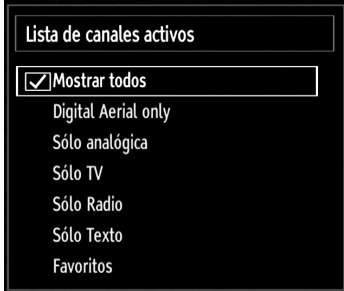 Lista de canales activos
Mostrar todos
Digital Aerial only
Sólo analógica
Sólo TV
Sólo Radio
Sólo Texto
Favoritos